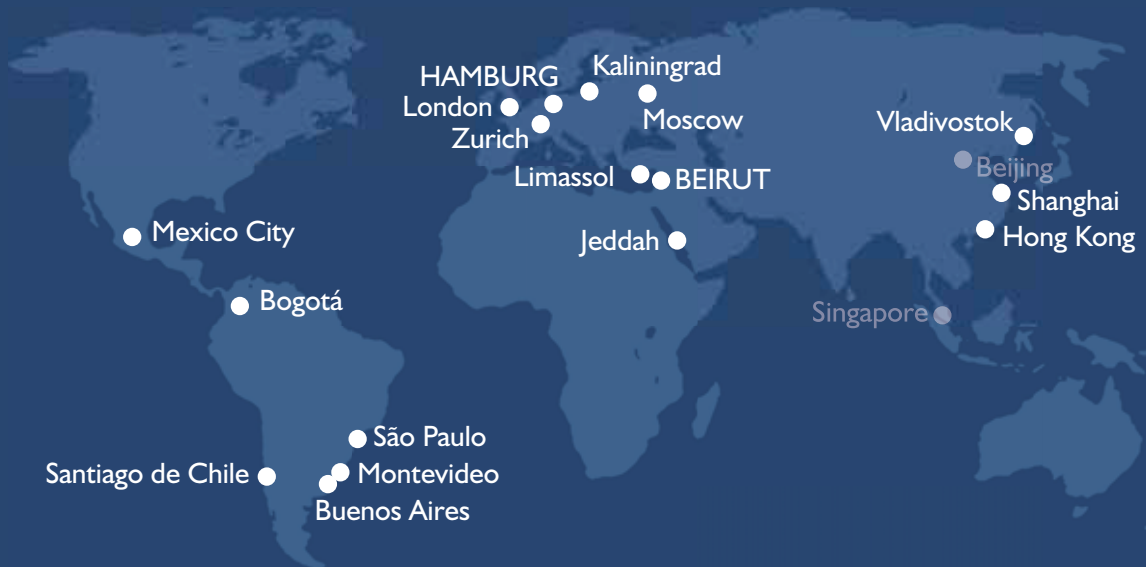 Kaliningrad
HAMBURG
London
Moscow
Zurich
Vladivostok
Beijing
Limassol
BEIRUT
Shanghai
Mexico City
Jeddah
Hong Kong
Bogotá
Singapore
São Paulo
Santiago de Chile
Montevideo
Buenos Aires